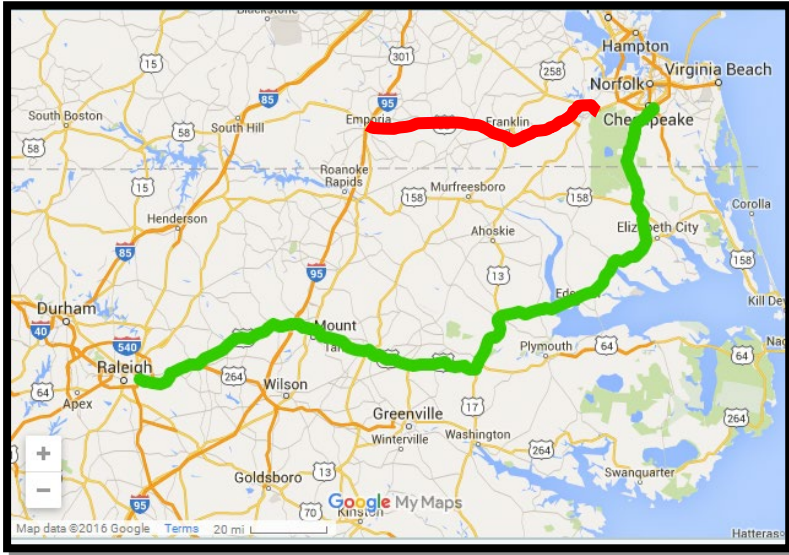 Blackstone
Hampton
15
301
258
Norfolk
Virginia Beach
85
95
South Boston
South Hill
Emporia
Franklin
Chesapeake
58
58
Roanoke
Rapids
15
158
Murfreesboro
158
Corolla
Henderson
Ahoskie
Elizabeth City
85
95
13
158
Kill De
Durham
Mount
40
540
Plymouth
64
Nag
64
Raleigh
264
64
Apex
Wilson
17
Greenville
Winterville
Washington
264
264
+
−
Goldsboro
13
Swanquarter
95
70
Kinston
Google My Maps
Map data ©2016 Google
Terms
20 mi
Hatteras